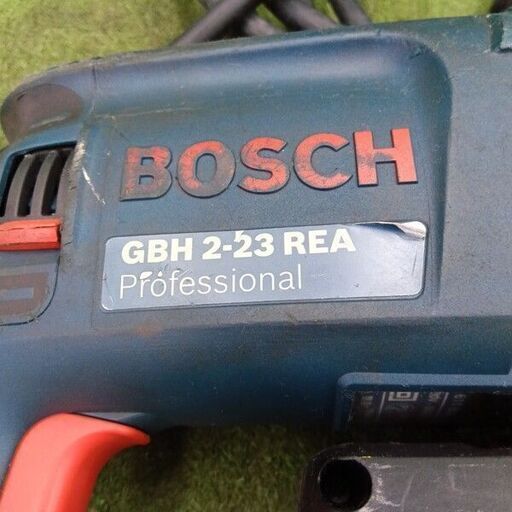 BOSCH
GBH 2-23 REA
Professional